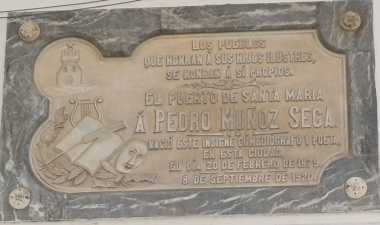 LOS PUEBLOS
QUE HONRAN Á SUS HIJOS ILUSTRES,
SE HONRAN Á SÍ PROPIOS.
EL PUERTO DE SANTA MARIA
Á PEDRO MUÑOZ SECA.
NACIÓ ESTE INSIGNE COMEDIOGRAFO Y POETA,
EN ESTA CIUDAD,
EL DÍA 20 DE FEBRERO DE 1879.
8 DE SEPTIEMBRE DE 1920.